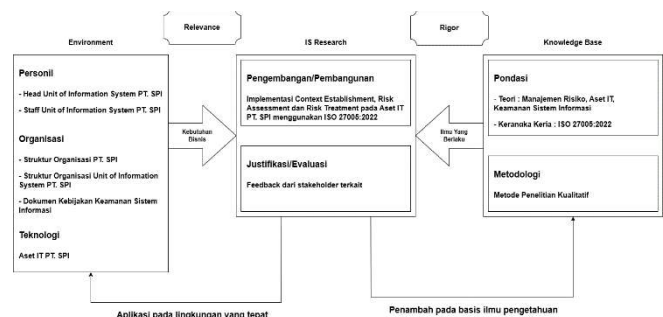 Relevance
Rigor
Environment
IS Research
Knowledge Base
Personil
- Head Unit of Information System PT. SPI
- Staff Unit of Information System PT. SPI
Organisasi
- Struktur Organisasi PT. SPI
- Struktur Organisasi Unit of Information
System PT. SPI
- Dokumen Kebijakan Keamanan Sistem
Informasi
Teknologi
Aset IT PT. SPI
Kebutuhan
Bisnis
Pengembangan/Pembangunan
Implementasi Context Establishment, Risk
Assessment dan Risk Treatment pada Aset IT
PT. SPI menggunakan ISO 27005:2022
Justifikasi/Evaluasi
Feedback dari stakeholder terkait
Ilmu Yang
Berlaku
Pondasi
- Teori : Manajemen Risiko, Aset IT,
Keamanan Sistem Informasi
- Kerangka Kerja : ISO 27005:2022
Metodologi
Metode Penelitian Kualitatif
Aplikasi pada lingkungan yang tepat
Penambah pada basis ilmu pengetahuan